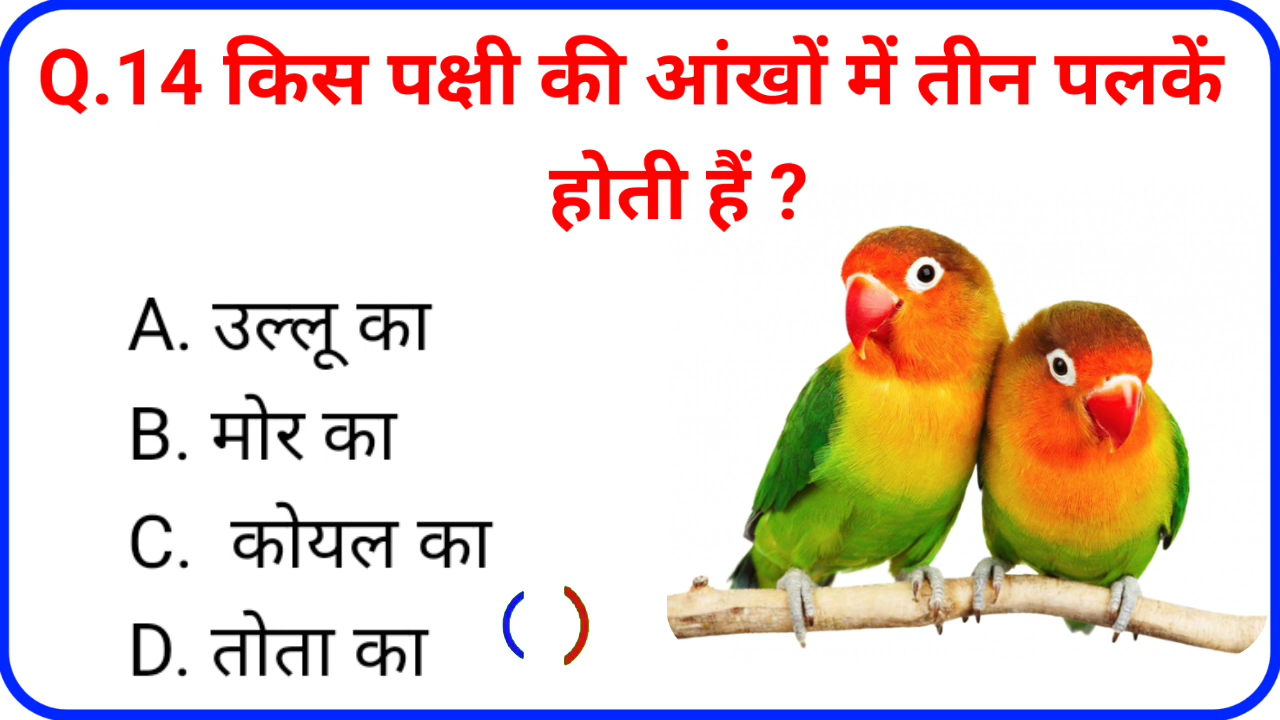 Q.14 किस पक्षी की आंखों में तीन पलकें
होती हैं ?
A. उल्लू का
B. मोर का
C. कोयल का
D. तोता का ( )